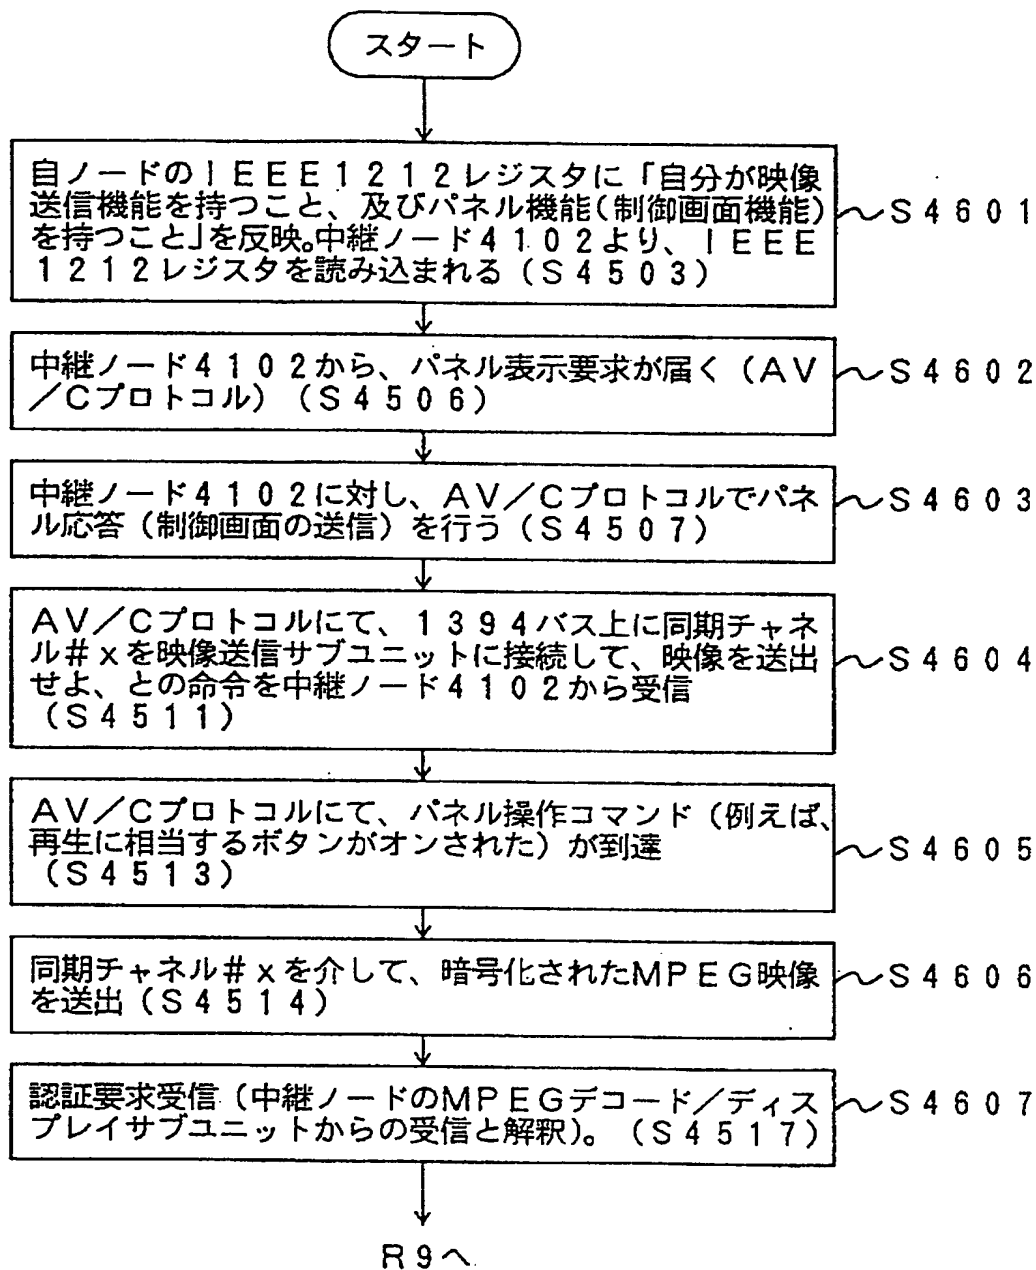 スタート
自ノードのIEEE1212レジスタに「自分が映像
送信機能を持つこと、及びパネル機能(制御画面機能)
を持つこと」を反映。中継ノード4102より、IEEE
1212レジスタを読み込まれる(S4503)
S4601
中継ノード4102から、パネル表示要求が届く(AV
/Cプロトコル)(S4506)
S4602
中継ノード4102に対し、AV/Cプロトコルでパネ
ル応答(制御画面の送信)を行う(S4507)
S4603
AV/Cプロトコルにて、1394バス上に同期チャネ
ル#xを映像送信サブユニットに接続して、映像を送出
せよ、との命令を中継ノード4102から受信
(S4511)
S4604
AV/Cプロトコルにて、パネル操作コマンド(例えば、
再生に相当するボタンがオンされた)が到達
(S4513)
S4605
同期チャネル#xを介して、暗号化されたMPEG映像
を送出(S4514)
S4606
認証要求受信(中継ノードのMPEGデコード/ディス
プレイサブユニットからの受信と解釈)。(S4517)
S4607
R9へ